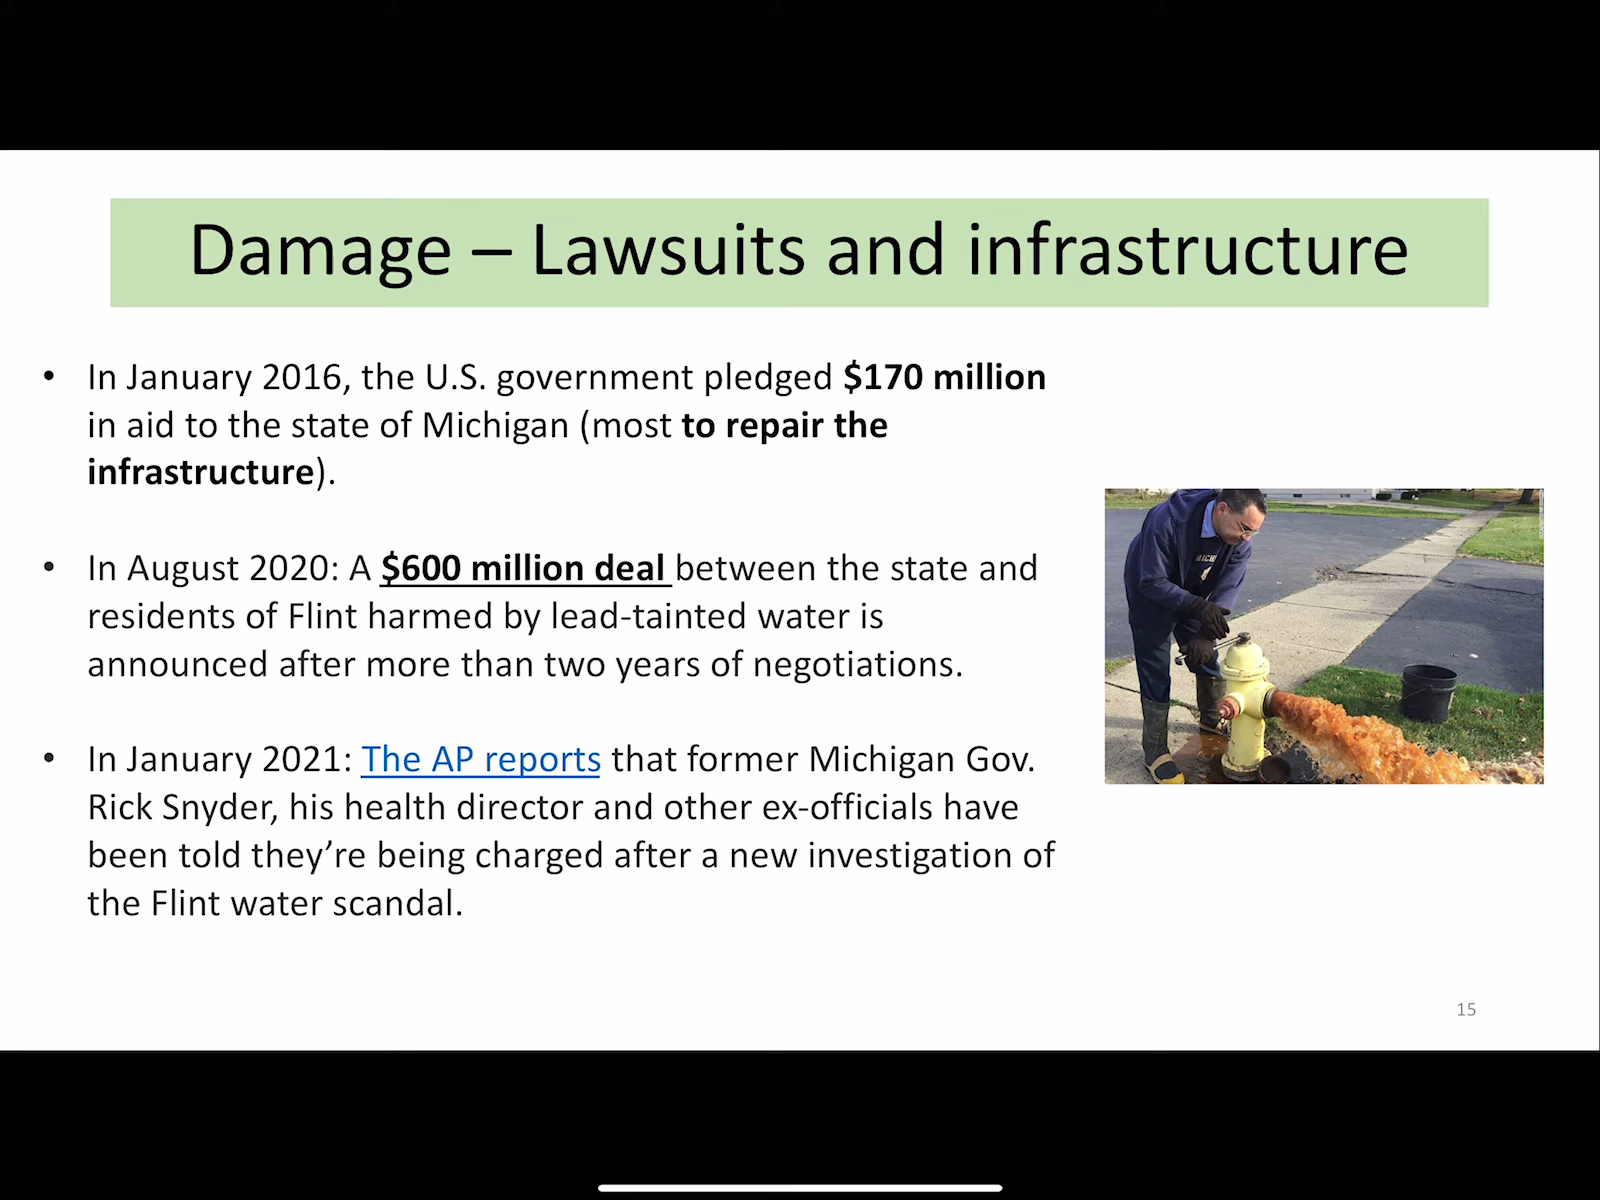 Damage – Lawsuits and infrastructure
• In January 2016, the U.S. government pledged $170 million
in aid to the state of Michigan (most to repair the
infrastructure).
• In August 2020: A $600 million deal between the state and
residents of Flint harmed by lead-tainted water is
announced after more than two years of negotiations.
• In January 2021: The AP reports that former Michigan Gov.
Rick Snyder, his health director and other ex-officials have
been told they’re being charged after a new investigation of
the Flint water scandal.
15